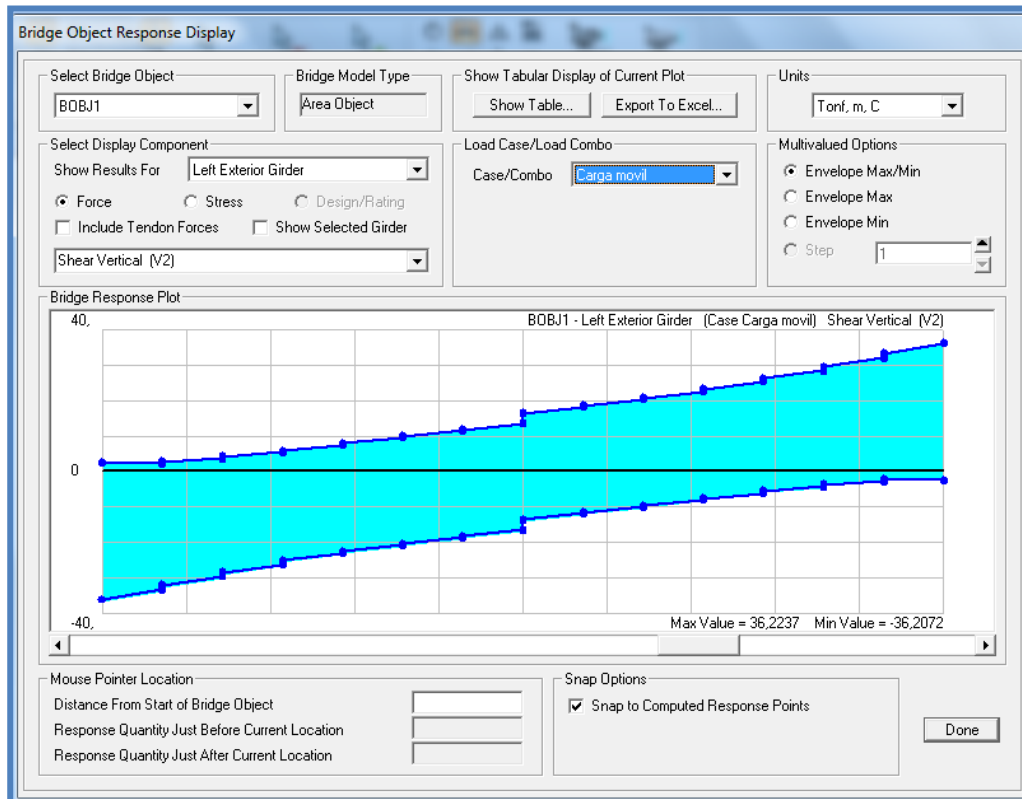 Bridge Object Response Display
Select Bridge Object
BOBJ1
Bridge Model Type
Area Object
Show Tabular Display of Current Plot
Show Table...
Export To Excel...
Units
Tonf, m, C
Select Display Component
Show Results For
Left Exterior Girder
Force
Stress
Design/Rating
Include Tendon Forces
Show Selected Girder
Shear Vertical (V2)
Load Case/Load Combo
Case/Combo
Carga movil
Multivalued Options
Envelope Max/Min
Envelope Max
Envelope Min
Step
1
Bridge Response Plot
40,
BOBJ1 - Left Exterior Girder (Case Carga movil) Shear Vertical (V2)
0
-40,
Max Value = 36,2237 Min Value = -36,2072
Mouse Pointer Location
Distance From Start of Bridge Object
Response Quantity Just Before Current Location
Response Quantity Just After Current Location
Snap Options
Snap to Computed Response Points
Done